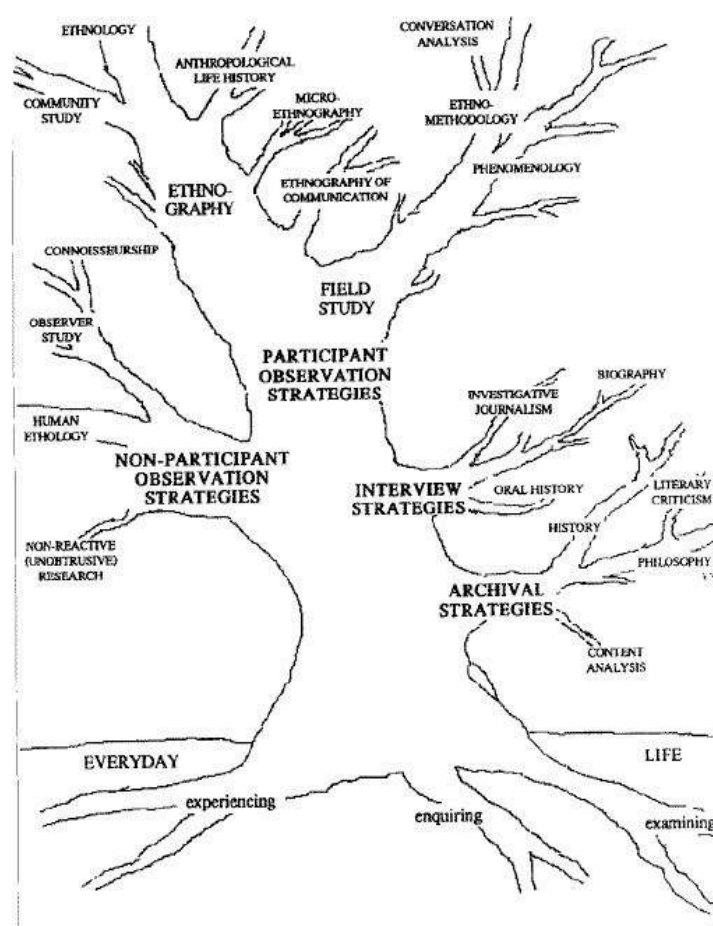 ETHNOLOGY
CONVERSATION
ANALYSIS
ANTHROPOLOGICAL
LIFE HISTORY
COMMUNITY
STUDY
MICRO-
ETHNOGRAPHY
ETHNO-
METHODOLOGY
ETHNO-
GRAPHY
ETHNOGRAPHY OF
COMMUNICATION
PHENOMENOLOGY
CONNOISSEURSHIP
FIELD
STUDY
OBSERVER
STUDY
PARTICIPANT
OBSERVATION
STRATEGIES
INVESTIGATIVE
JOURNALISM
BIOGRAPHY
HUMAN
ETHOLOGY
NON-PARTICIPANT
OBSERVATION
STRATEGIES
INTERVIEW
STRATEGIES
ORAL HISTORY
LITERARY
CRITICISM
HISTORY
NON-REACTIVE
(UNOBTRUSIVE)
RESEARCH
PHILOSOPHY
ARCHIVAL
STRATEGIES
CONTENT
ANALYSIS
EVERYDAY
LIFE
experiencing
enquiring
examining